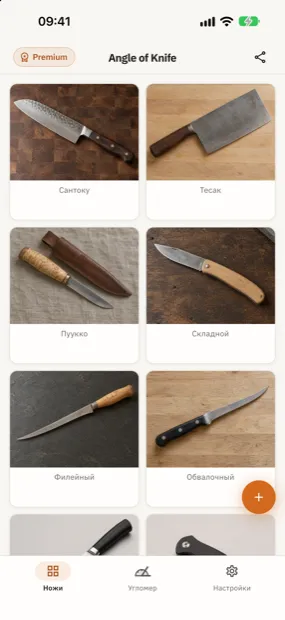 09:41
Premium
Angle of Knife
Сантоку
Тесак
Пуукко
Складной
Филейный
Обвалочный
+
Ножи
Угломер
Настройки